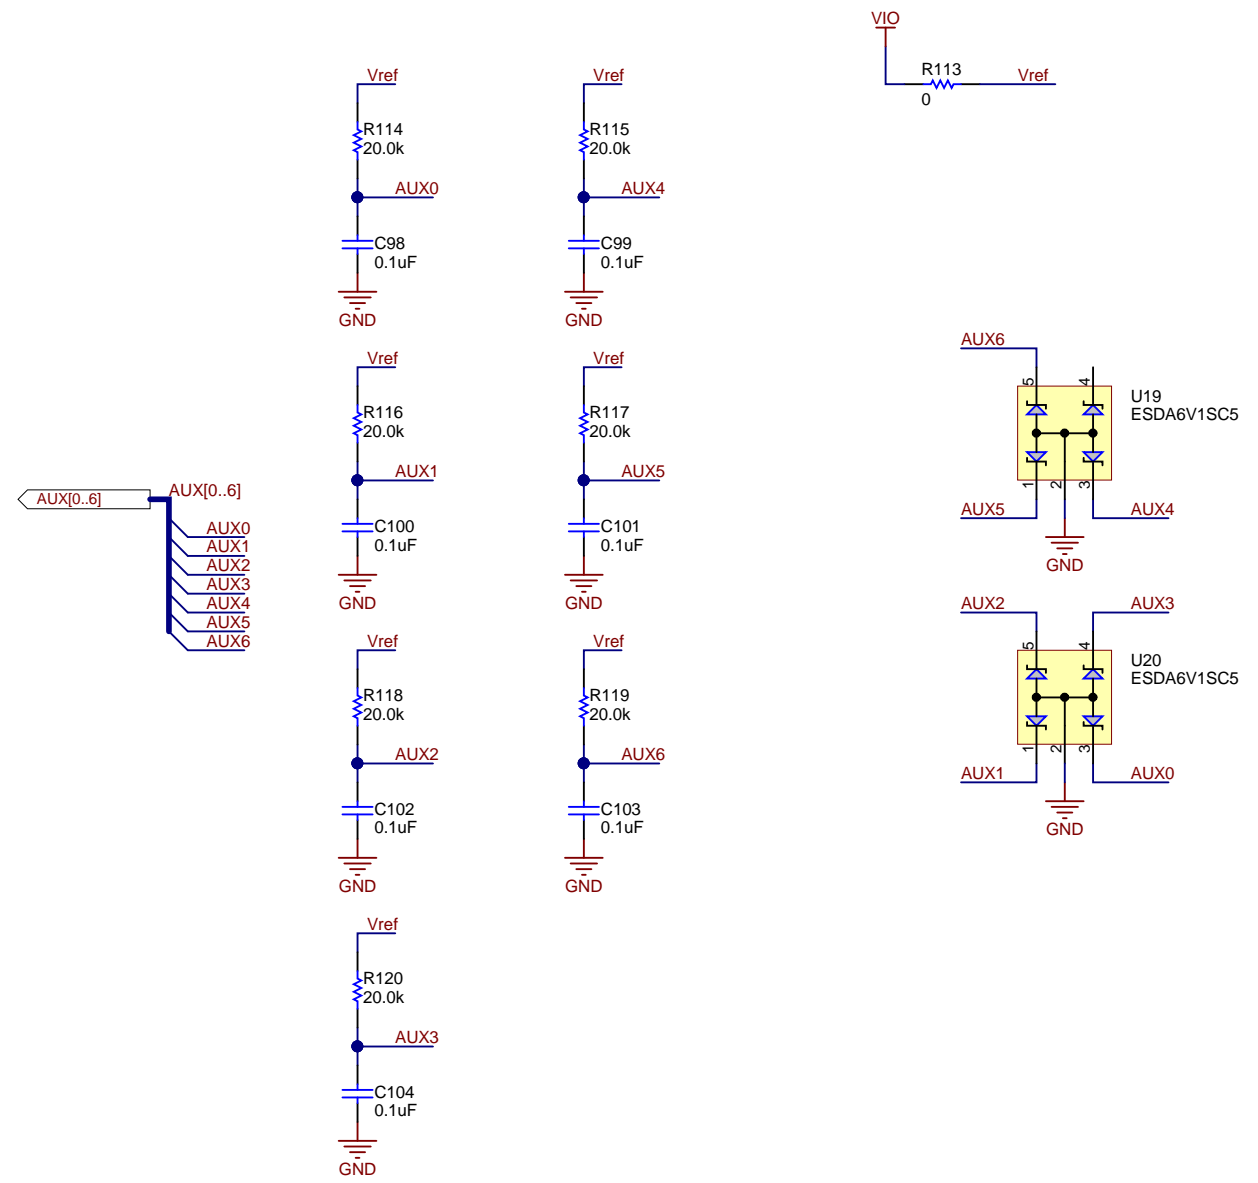 VIO
R113
Vref
0
Vref
R114
20.0k
AUX0
C98
0.1uF
GND
Vref
R115
20.0k
AUX4
C99
0.1uF
GND
Vref
R116
20.0k
AUX1
C100
0.1uF
GND
Vref
R117
20.0k
AUX5
C101
0.1uF
GND
AUX[0..6]
AUX[0..6]
AUX0
AUX1
AUX2
AUX3
AUX4
AUX5
AUX6
Vref
R118
20.0k
AUX2
C102
0.1uF
GND
Vref
R119
20.0k
AUX6
C103
0.1uF
GND
Vref
R120
20.0k
AUX3
C104
0.1uF
GND
AUX6
5
4
U19
ESDA6V1SC5
1
2
3
AUX5
AUX4
GND
AUX2
AUX3
5
4
U20
ESDA6V1SC5
1
2
3
AUX1
AUX0
GND